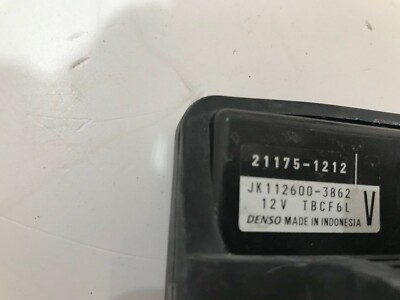 21175-1212
JK112600-3862
12V TBCF6L V
DENSO MADE IN INDONESIA